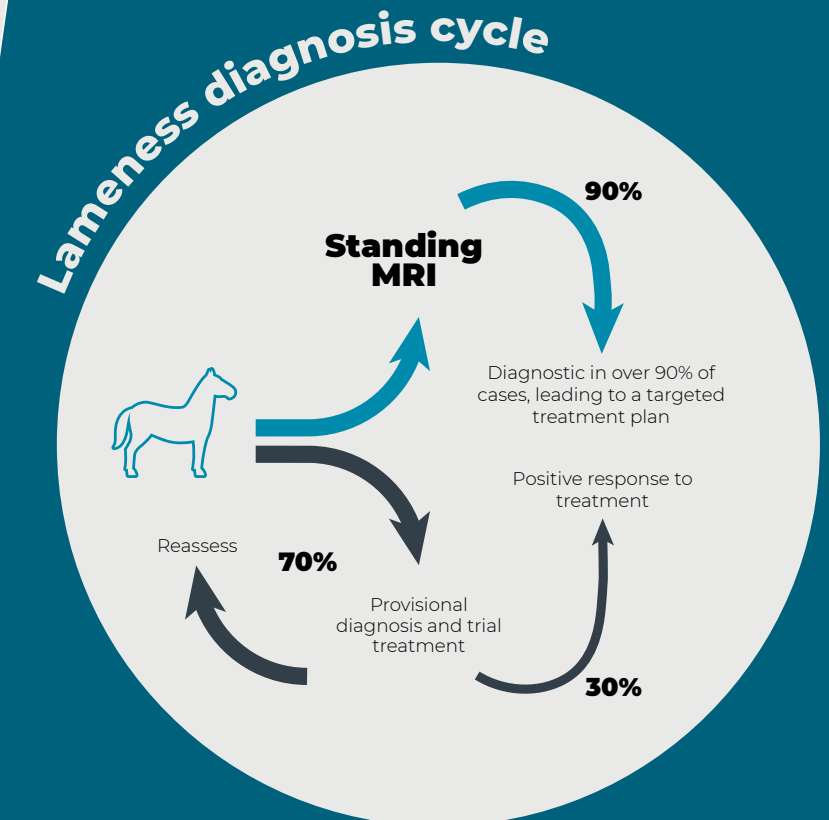 Lameness diagnosis cycle
90%
Standing
MRI
Diagnostic in over 90% of
cases, leading to a targeted
treatment plan
Positive response to
treatment
Reassess
70%
Provisional
diagnosis and trial
treatment
30%